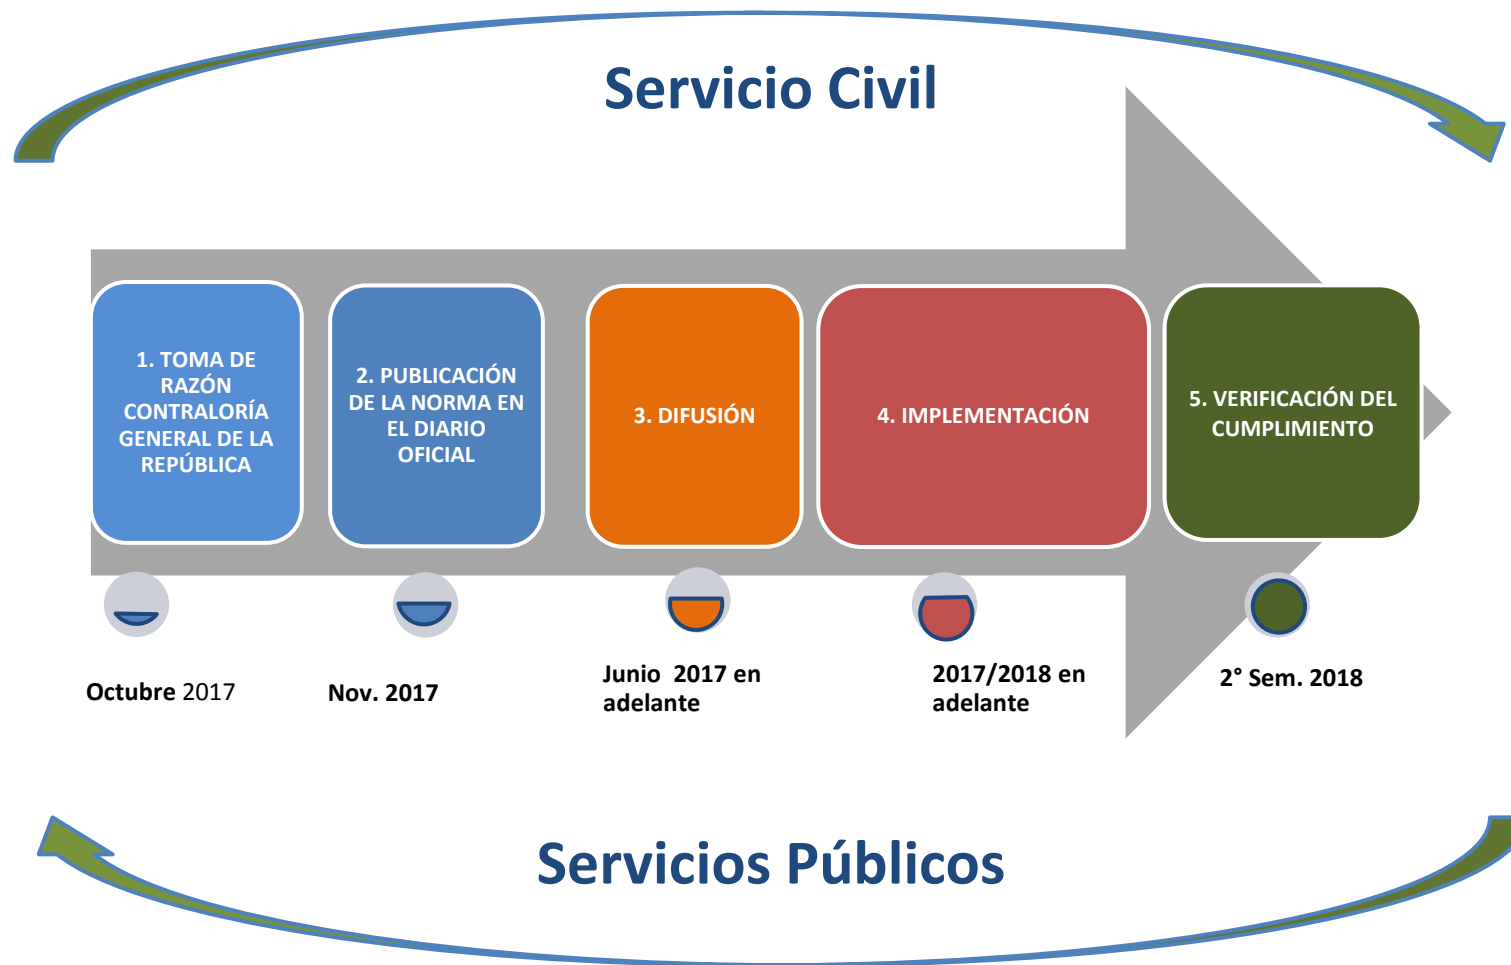 Servicio Civil
1. TOMA DE
RAZÓN
CONTRALORÍA
GENERAL DE LA
REPÚBLICA
2. PUBLICACIÓN
DE LA NORMA EN
EL DIARIO
OFICIAL
3. DIFUSIÓN
4. IMPLEMENTACIÓN
5. VERIFICACIÓN DEL
CUMPLIMIENTO
Octubre 2017
Nov. 2017
Junio 2017 en
adelante
2017/2018 en
adelante
2° Sem. 2018
Servicios Públicos